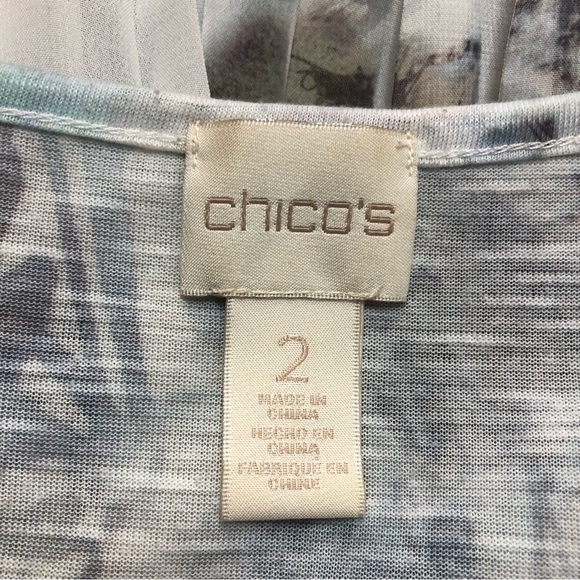 chico's
2
MADE IN
CHINA
HECHO EN
CHINA
FABRIQUE EN
CHINE